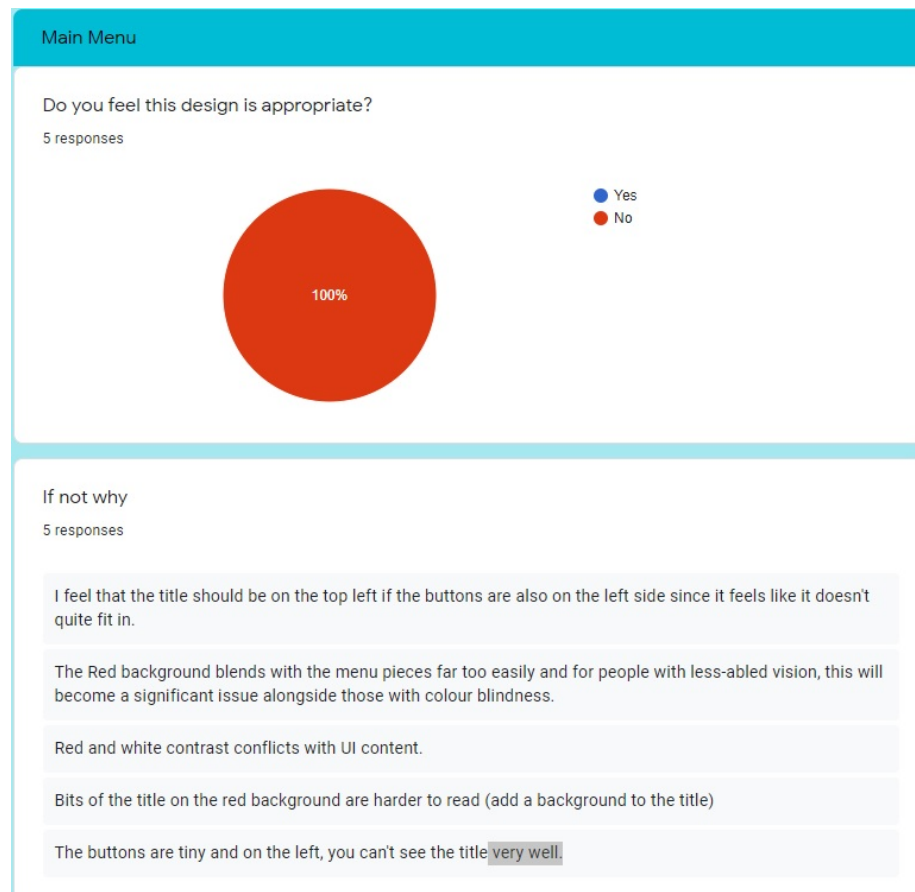 Main Menu
Do you feel this design is appropriate?
5 responses
Yes
No
100%
If not why
5 responses
I feel that the title should be on the top left if the buttons are also on the left side since it feels like it doesn't
quite fit in.
The Red background blends with the menu pieces far too easily and for people with less-abled vision, this will
become a significant issue alongside those with colour blindness.
Red and white contrast conflicts with UI content.
Bits of the title on the red background are harder to read (add a background to the title)
The buttons are tiny and on the left, you can't see the title very well.